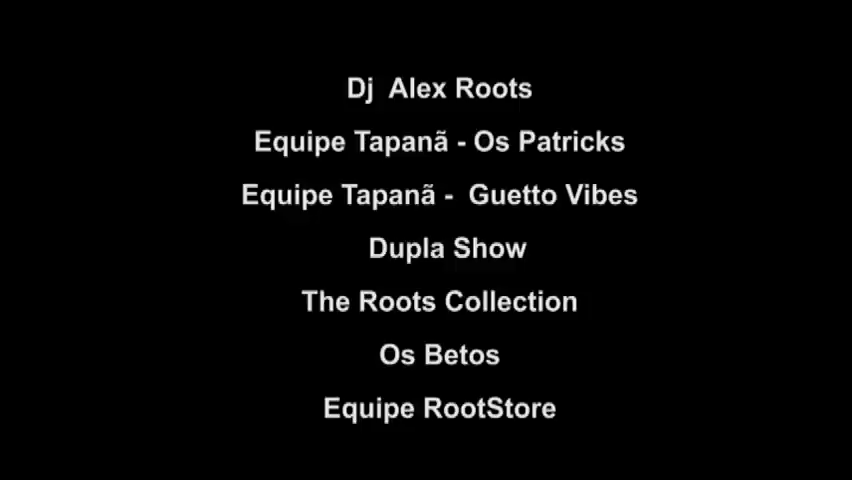 Dj  Alex Roots
Equipe Tapanã - Os Patricks
Equipe Tapanã -  Guetto Vibes
Dupla Show
The Roots Collection
Os Betos
Equipe RootStore